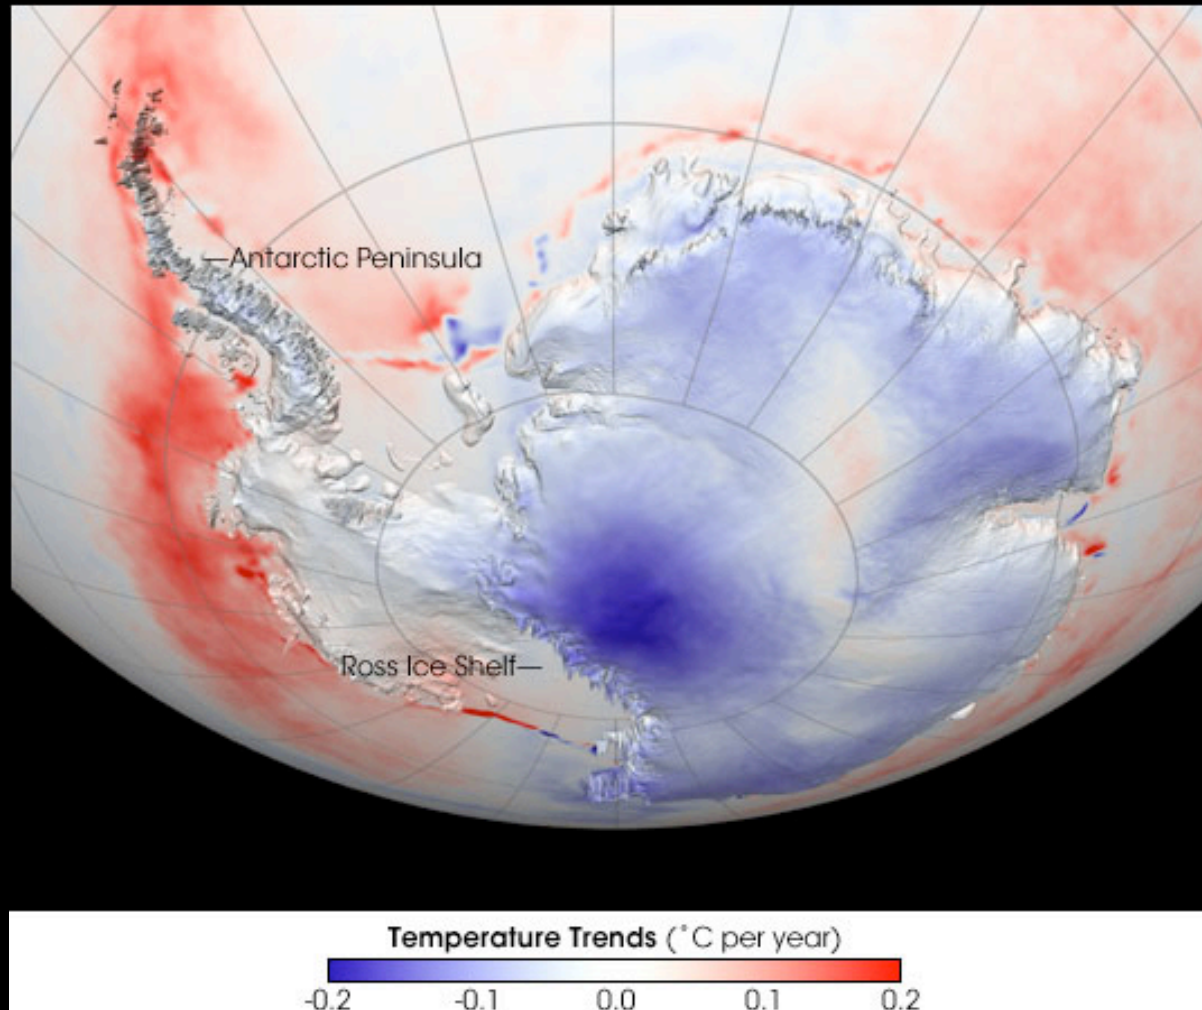 Antarctic Peninsula
Ross Ice Shelf
Temperature Trends (˚C per year)
-0.2 -0.1 0.0 0.1 0.2